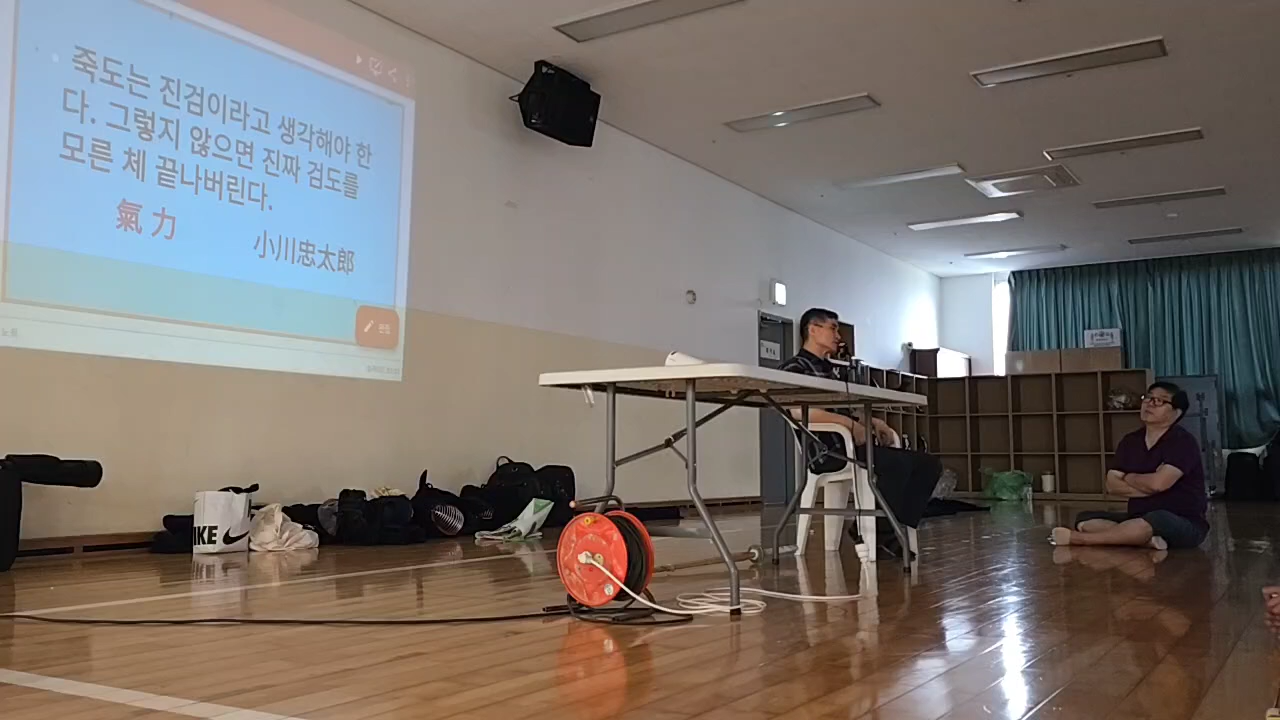 죽도는 진검이라고 생각해야 한
다. 그렇지 않으면 진짜 검도를
모른 체 끝나버린다.
氣力
小川忠太郎
NIKE